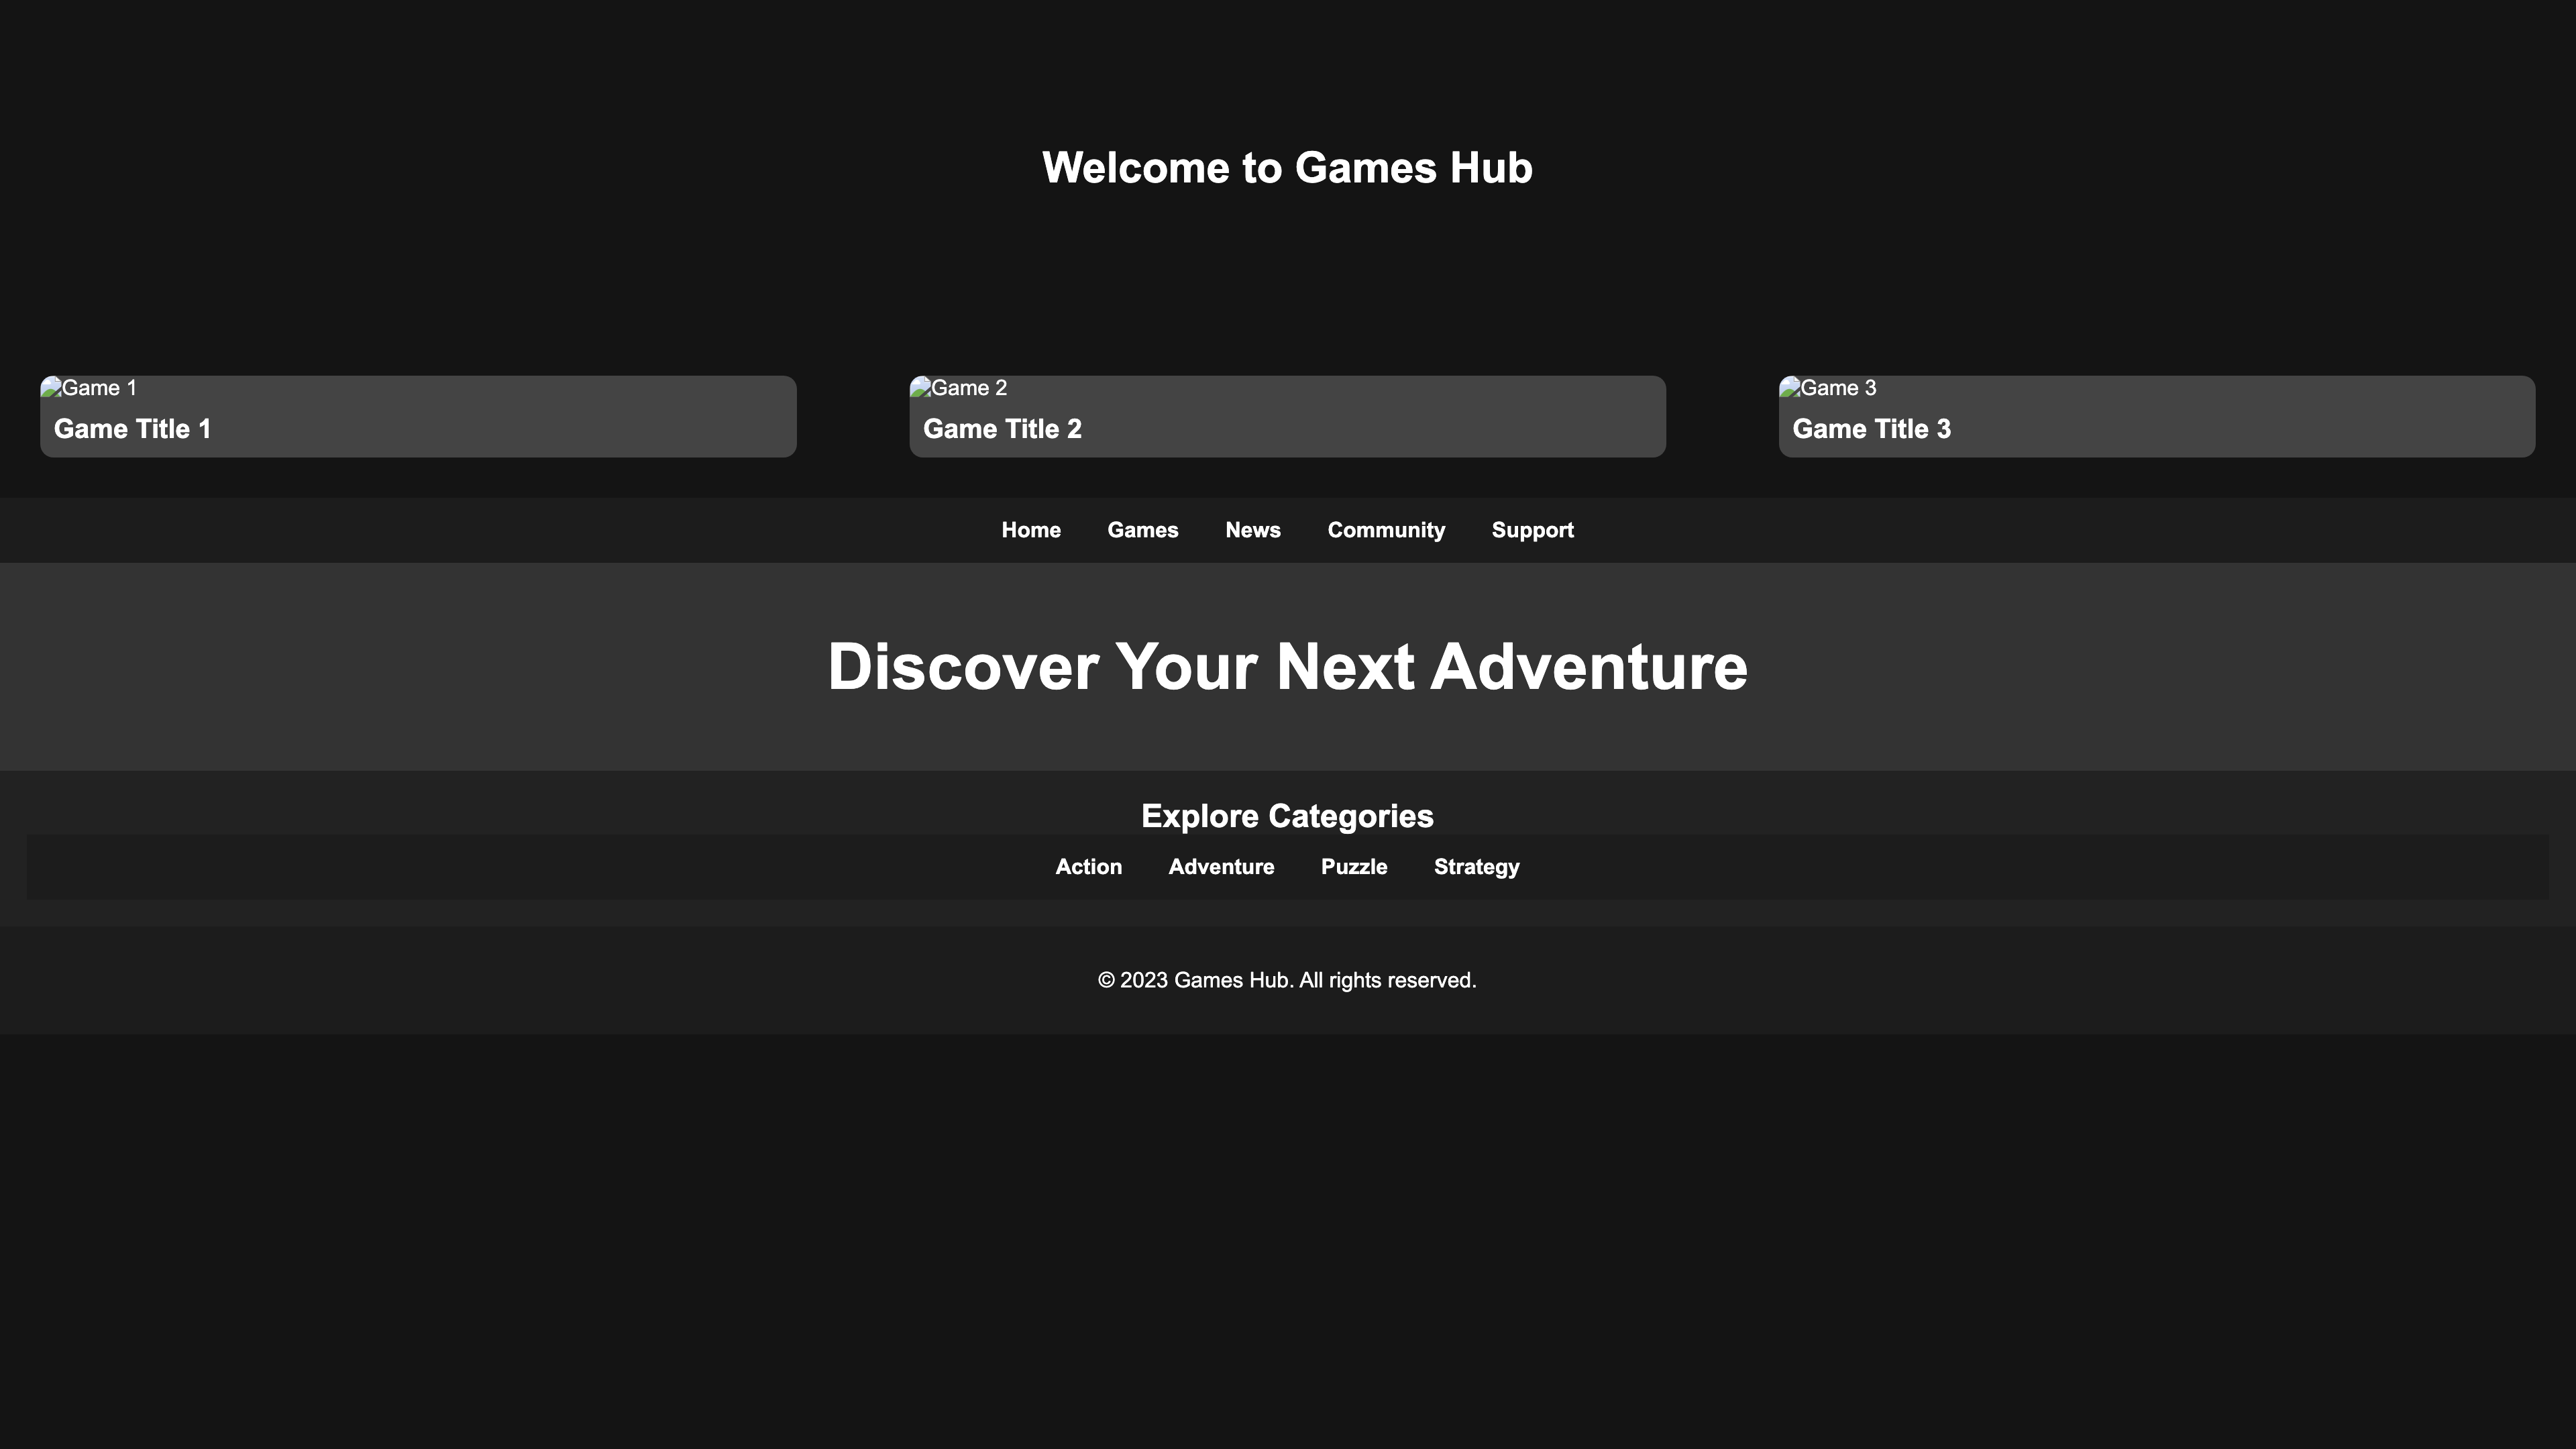 Welcome to Games Hub
Game 1
Game Title 1
Game 2
Game Title 2
Game 3
Game Title 3
Home Games News Community Support
Discover Your Next Adventure
Explore Categories
Action Adventure Puzzle Strategy
© 2023 Games Hub. All rights reserved.